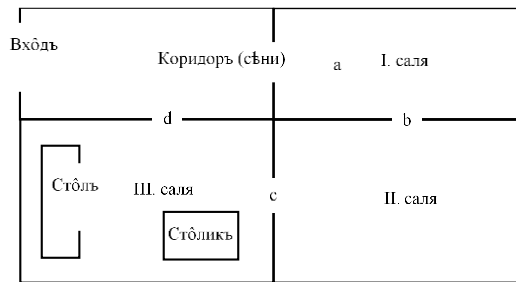 Вхôдъ
Коридоръ (сѣни)
a
I. саля
d
b
Стôлъ
III. саля
c
II. саля
Стôликъ